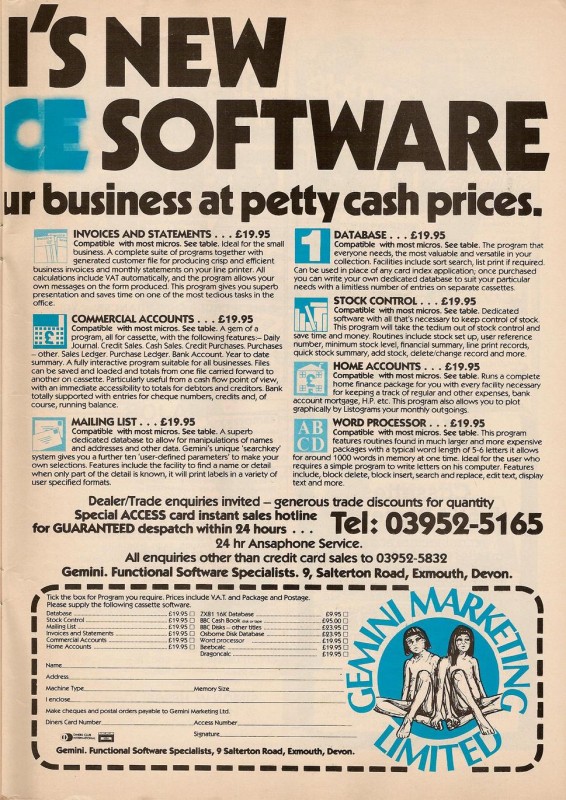 I'S NEW
CE SOFTWARE
ur business at petty cash prices.
INVOICES AND STATEMENTS . . . £19.95
Compatible with most micros. See table. Ideal for the small
business. A complete suite of programs together with
generated customer file for producing crisp and efficient
business invoices and monthly statements on your line printer. All
calculations include VAT automatically, and the program allows your
own messages on the form produced. This program gives you superb
presentation and saves time on one of the most tedious tasks in the
office.
COMMERCIAL ACCOUNTS . . . £19.95
Compatible with most micros. See table. A gem of a
program, all for cassette, with the following features:– Daily
Journal. Credit Sales. Cash Sales. Credit Purchases. Purchases
– other. Sales Ledger. Purchase Ledger. Bank Account. Year to date
summary. A fully interactive program suitable for all businesses. Files
can be saved and loaded and totals from one file carried forward to
another on cassette. Particularly useful from a cash flow point of view,
with an immediate accessibility to totals for debtors and creditors. Bank
totally supported with entries for cheque numbers, credits and, of
course, running balance.
MAILING LIST . . . £19.95
Compatible with most micros. See table. A superb
dedicated database to allow for manipulations of names
and addresses and other data. Gemini's unique 'searchkey'
system gives you a further ten 'user-defined parameters' to make your
own selections. Features include the facility to find a name or detail
when only part of the detail is known, it will print labels in a variety of
user specified formats.
1
DATABASE . . . £19.95
Compatible with most micros. See table. The program that
everyone needs, the most valuable and versatile in your
collection. Facilities include sort search, list print if required.
Can be used in place of any card index application, once purchased
you can write your own dedicated database to suit your particular
needs with a limitless number of entries on separate cassettes.
STOCK CONTROL . . . £19.95
Compatible with most micros. See table. Dedicated
software with all that's necessary to keep control of stock.
This program will take the tedium out of stock control and
save time and money. Routines include stock set up, user reference
number, minimum stock level, financial summary, line print records,
quick stock summary, add stock, delete/change record and more.
HOME ACCOUNTS . . . £19.95
Compatible with most micros. See table. Runs a complete
home finance package for you with every facility necessary
for keeping a track of regular and other expenses, bank
account mortgage, H.P. etc. This program also allows you to plot
graphically by Listograms your monthly outgoings.
AB
CD
WORD PROCESSOR . . . £19.95
Compatible with most micros. See table. This program
features routines found in much larger and more expensive
packages with a typical word length of 5-6 letters it allows
for around 1000 words in memory at one time. Ideal for the user who
requires a simple program to write letters on his computer. Features
include, block delete, block insert, search and replace, edit text, display
text and more.
Dealer/Trade enquiries invited – generous trade discounts for quantity
Special ACCESS card instant sales hotline
for GUARANTEED despatch within 24 hours . . .
Tel: 03952-5165
24 hr Ansaphone Service.
All enquiries other than credit card sales to 03952-5832
Gemini. Functional Software Specialists. 9, Salterton Road, Exmouth, Devon.
Tick the box for Program you require. Prices include V.A.T. and Package and Postage.
Please supply the following cassette software.
Database £19.95
Stock Control £19.95
Mailing List £19.95
Invoices and Statements £19.95
Commercial Accounts £19.95
Home Accounts £19.95
ZX81 16K Database £9.95
BBC Cash Book £95.00
BBC Disks – other titles £23.95
Osborne Disk Database £23.95
Word processor £19.95
Beebcalc £19.95
Dragoncalc £19.95
Name
Address
Machine Type Memory Size
I enclose
Make cheques and postal orders payable to Gemini Marketing Ltd.
Diners Card Number Access Number
Signature
DINERS CLUB INTERNATIONAL
Gemini. Functional Software Specialists, 9 Salterton Road, Exmouth, Devon.
GEMINI MARKETING
LIMITED